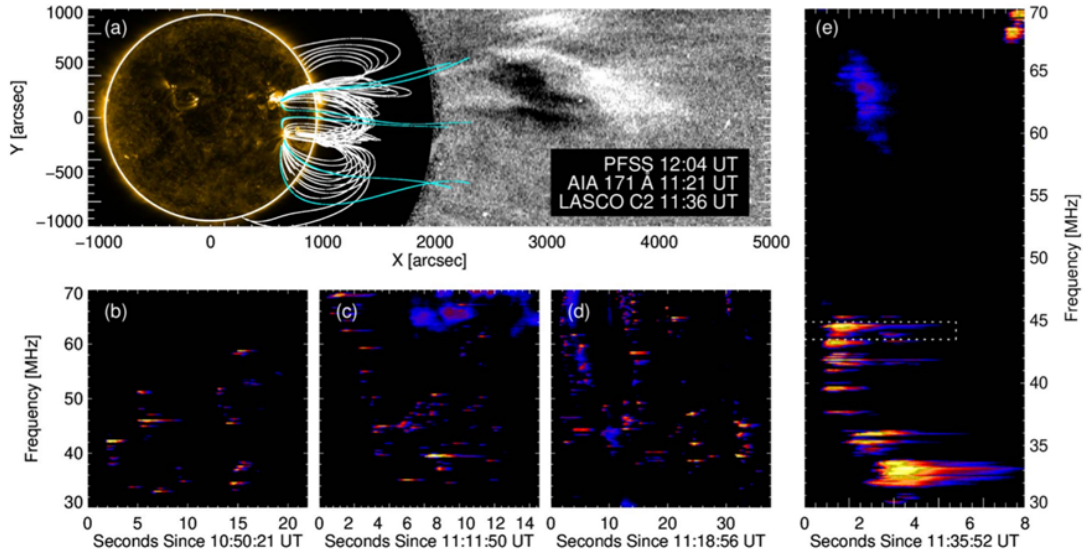 (a)
1000
500
0
−500
−1000
Y [arcsec]
PFSS 12:04 UT
AIA 171 Å 11:21 UT
LASCO C2 11:36 UT
−1000 0 1000 2000 3000 4000 5000
X [arcsec]
(b)
70
60
50
40
30
Frequency [MHz]
0 5 10 15 20
Seconds Since 10:50:21 UT
(c)
0 2 4 6 8 10 12 14
Seconds Since 11:11:50 UT
(d)
0 10 20 30
Seconds Since 11:18:56 UT
(e)
70
65
60
55
50
45
40
35
30
Frequency [MHz]
0 2 4 6 8
Seconds Since 11:35:52 UT